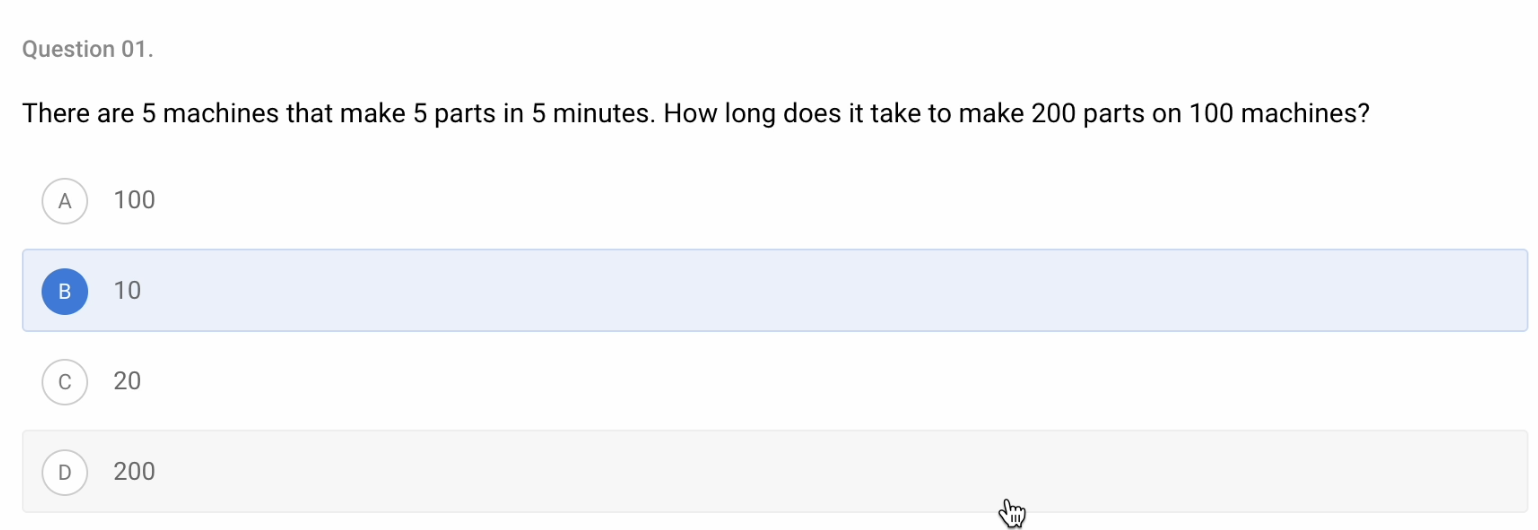 Question 01.
There are 5 machines that make 5 parts in 5 minutes. How long does it take to make 200 parts on 100 machines?
A 100
B 10
C 20
D 200